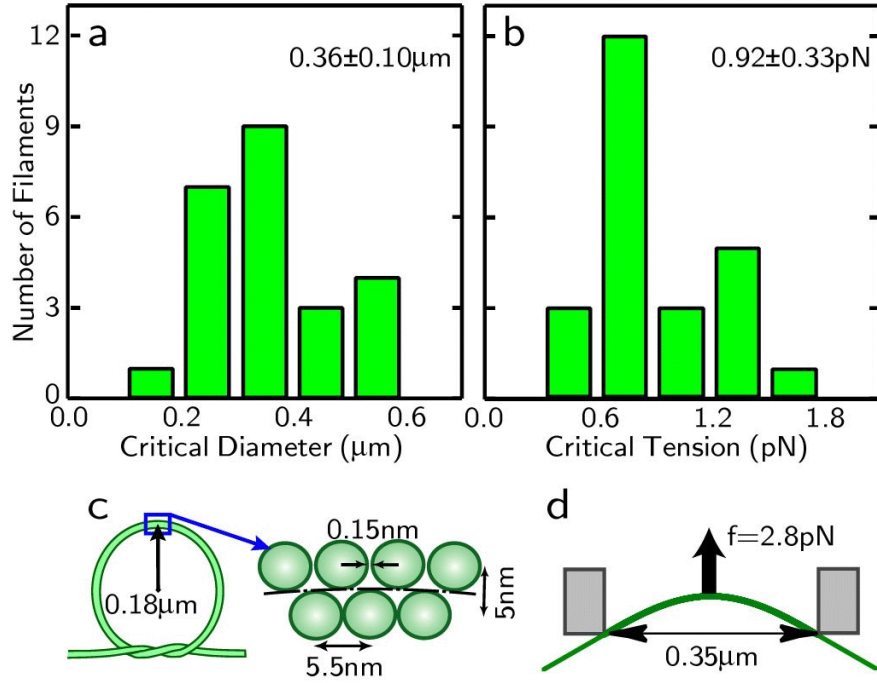 a
0.36±0.10μm
Number of Filaments
12
9
6
3
0
0.0
0.2
0.4
0.6
Critical Diameter (μm)
b
0.92±0.33pN
0.0
0.6
1.2
1.8
Critical Tension (pN)
c
0.18μm
0.15nm
5nm
5.5nm
d
f=2.8pN
0.35μm